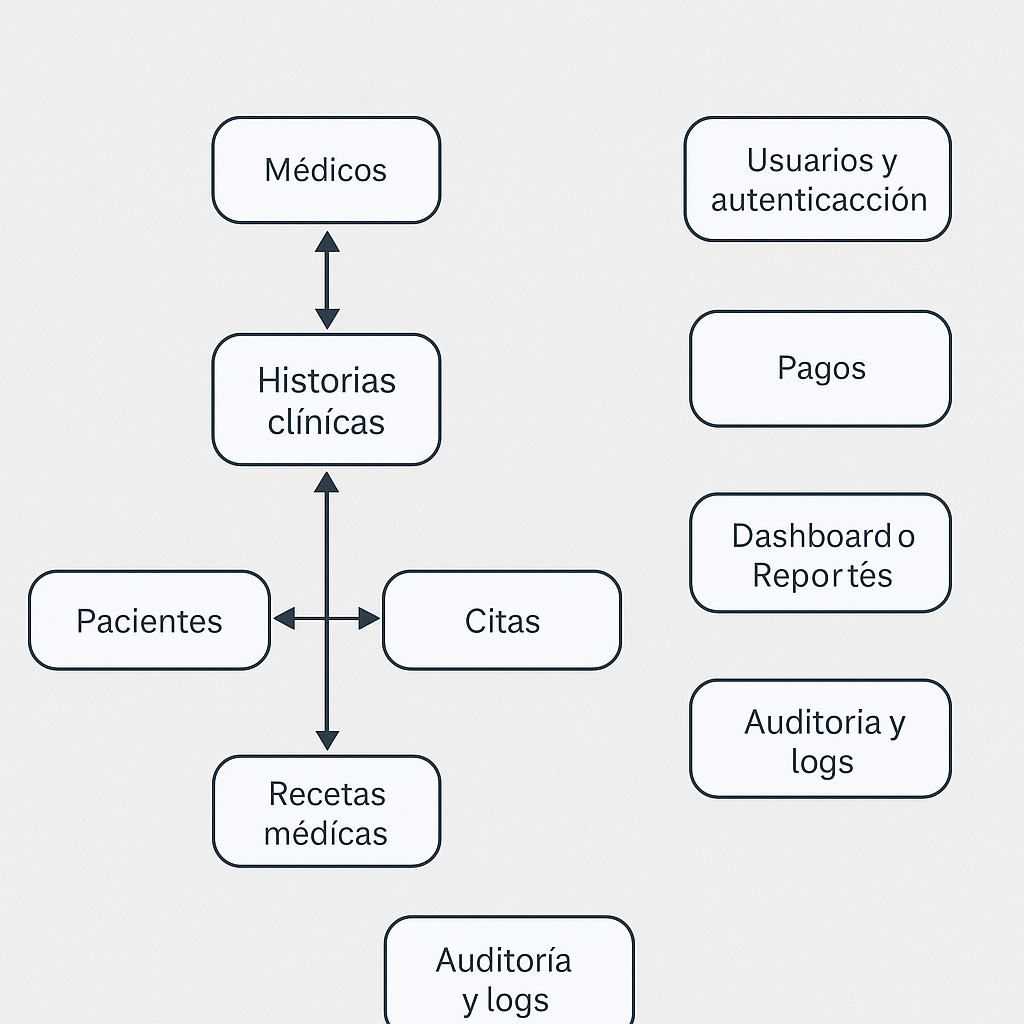 Médicos
Usuarios y
autenticacción
Historias
clínícas
Pagos
Dashboard o
Reportés
Pacientes
Citas
Auditoria y
logs
Recetas
médícas
Auditoría
y logs